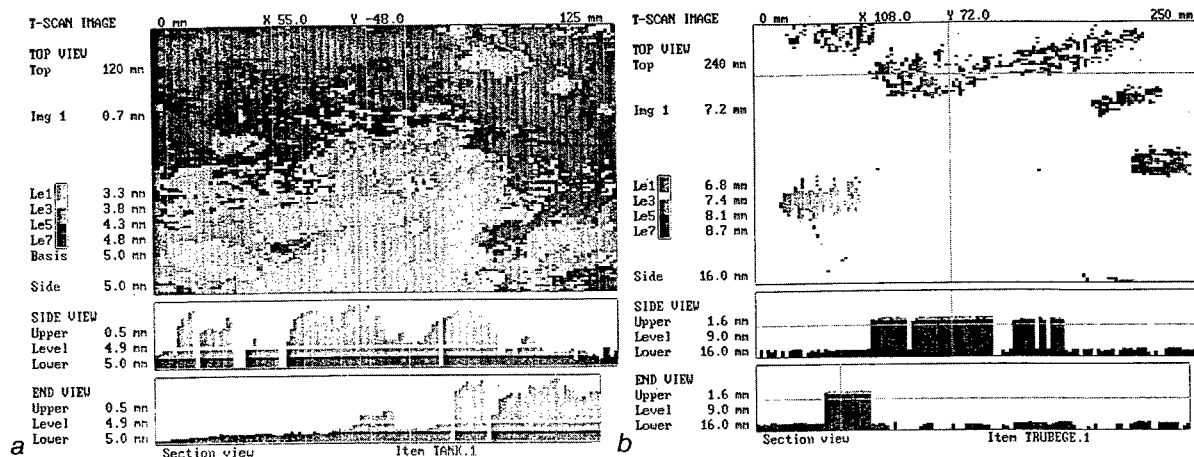 T-SCAN IMAGE 0 mm X 55.0 Y -48.0 125 mm
TOP VIEW
Top 120 mm
Img 1 0.7 mm
Le1 3.3 mm
Le3 3.8 mm
Le5 4.3 mm
Le7 4.8 mm
Basis 5.0 mm
Side 5.0 mm
SIDE VIEW
Upper 0.5 mm
Level 4.9 mm
Lower 5.0 mm
END VIEW
Upper 0.5 mm
Level 4.9 mm
Lower 5.0 mm
Section view Item TANK.1
a
T-SCAN IMAGE 0 mm X 108.0 Y 72.0 250 mm
TOP VIEW
Top 240 mm
Img 1 7.2 mm
Le1 6.8 mm
Le3 7.4 mm
Le5 8.1 mm
Le7 8.7 mm
Side 16.0 mm
SIDE VIEW
Upper 1.6 mm
Level 9.0 mm
Lower 16.0 mm
END VIEW
Upper 1.6 mm
Level 9.0 mm
Lower 16.0 mm
Section view Item TRUBEGE.1
b